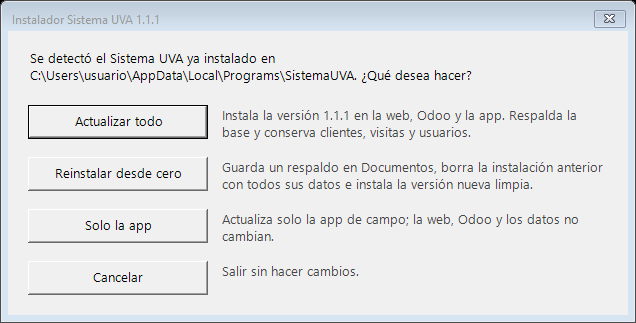 Instalador Sistema UVA 1.1.1
Se detectó el Sistema UVA ya instalado en
C:\Users\usuario\AppData\Local\Programs\SistemaUVA. ¿Qué desea hacer?
Actualizar todo
Instala la versión 1.1.1 en la web, Odoo y la app. Respalda la
base y conserva clientes, visitas y usuarios.
Reinstalar desde cero
Guarda un respaldo en Documentos, borra la instalación anterior
con todos sus datos e instala la versión nueva limpia.
Solo la app
Actualiza solo la app de campo; la web, Odoo y los datos no
cambian.
Cancelar
Salir sin hacer cambios.